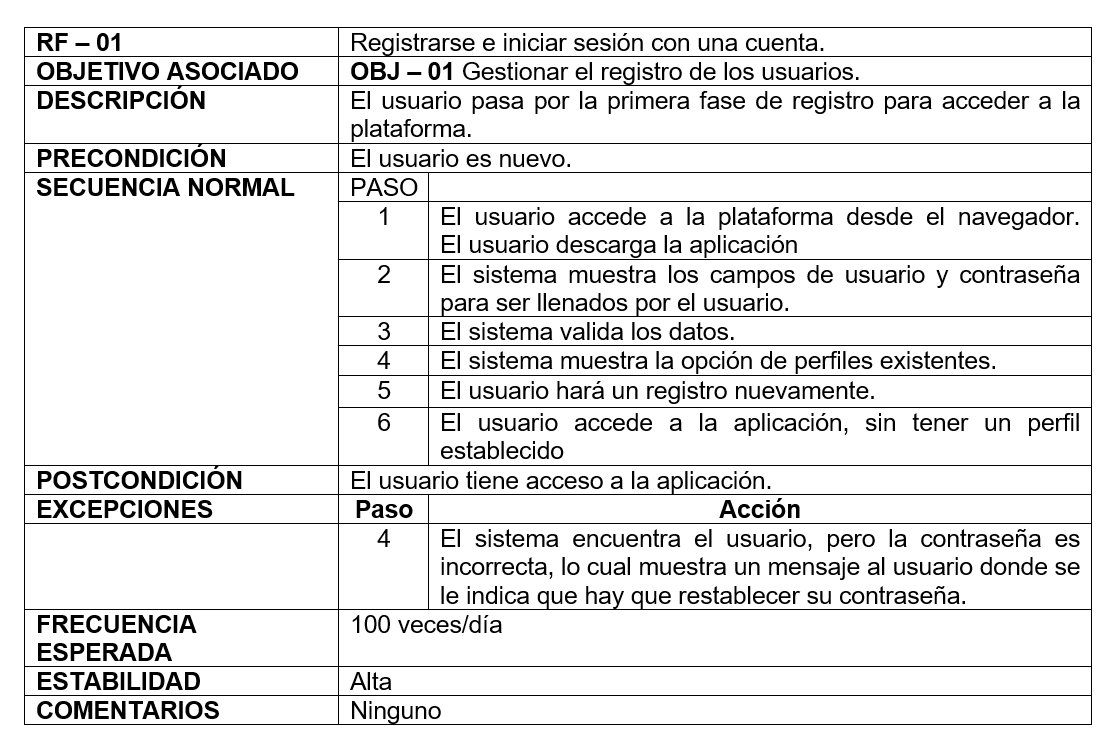 RF – 01 Registrarse e iniciar sesión con una cuenta.
OBJETIVO ASOCIADO OBJ – 01 Gestionar el registro de los usuarios.
DESCRIPCIÓN El usuario pasa por la primera fase de registro para acceder a la
plataforma.
PRECONDICIÓN El usuario es nuevo.
SECUENCIA NORMAL PASO
1 El usuario accede a la plataforma desde el navegador.
El usuario descarga la aplicación
2 El sistema muestra los campos de usuario y contraseña
para ser llenados por el usuario.
3 El sistema valida los datos.
4 El sistema muestra la opción de perfiles existentes.
5 El usuario hará un registro nuevamente.
6 El usuario accede a la aplicación, sin tener un perfil
establecido
POSTCONDICIÓN El usuario tiene acceso a la aplicación.
EXCEPCIONES Paso Acción
4 El sistema encuentra el usuario, pero la contraseña es
incorrecta, lo cual muestra un mensaje al usuario donde se
le indica que hay que restablecer su contraseña.
FRECUENCIA 100 veces/día
ESPERADA
ESTABILIDAD Alta
COMENTARIOS Ninguno